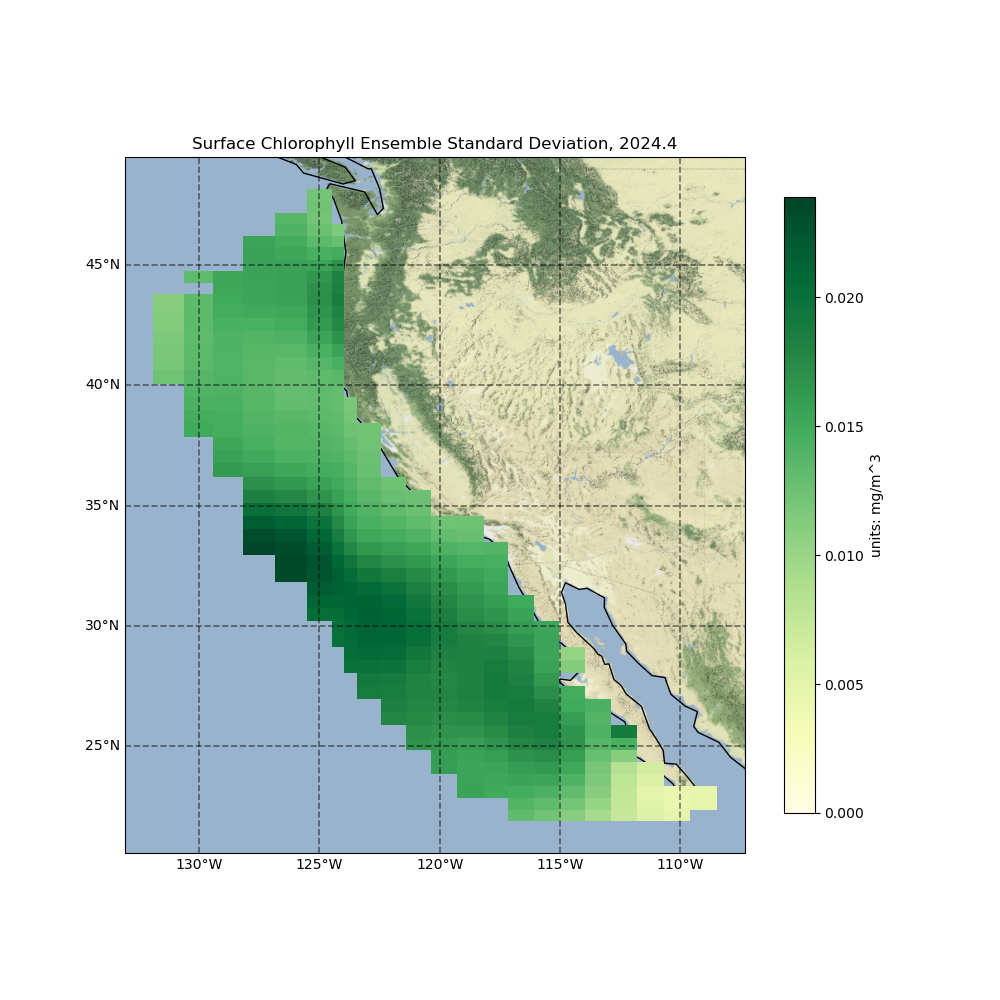 Surface Chlorophyll Ensemble Standard Deviation, 2024.4
45°N
40°N
35°N
30°N
25°N
130°W 125°W 120°W 115°W 110°W
0.020
0.015
0.010
0.005
0.000
units: mg/m^3